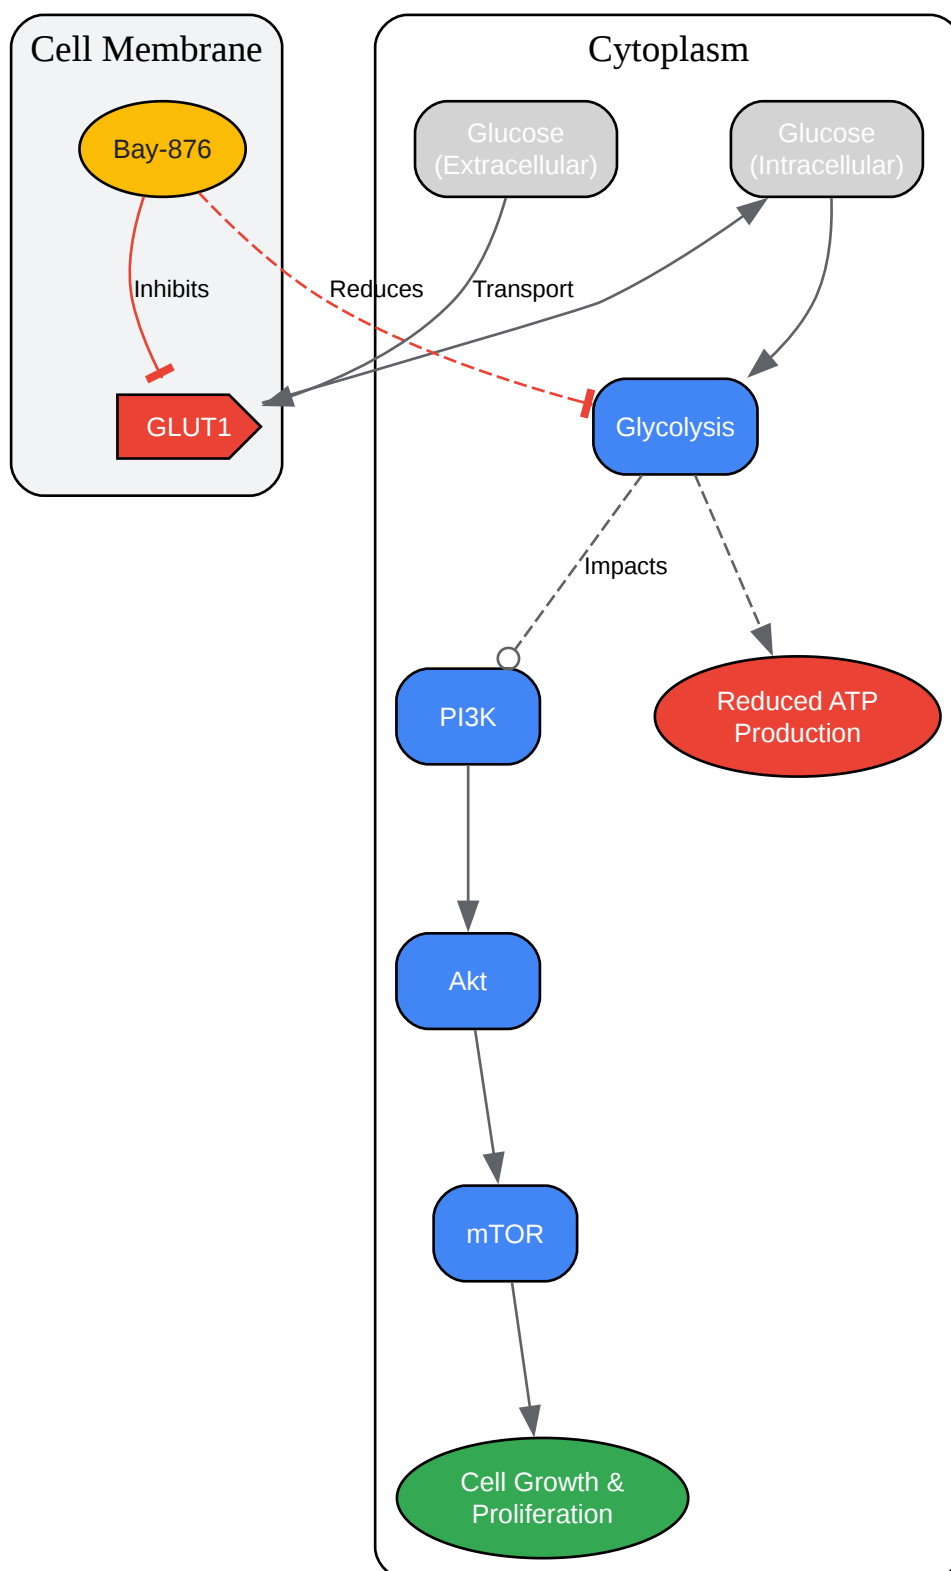 Cell Membrane
Cytoplasm
Bay-876
Glucose
(Extracellular)
Glucose
(Intracellular)
Inhibits
Reduces
Transport
GLUT1
Glycolysis
Impacts
PI3K
Reduced ATP
Production
Akt
mTOR
Cell Growth &
Proliferation